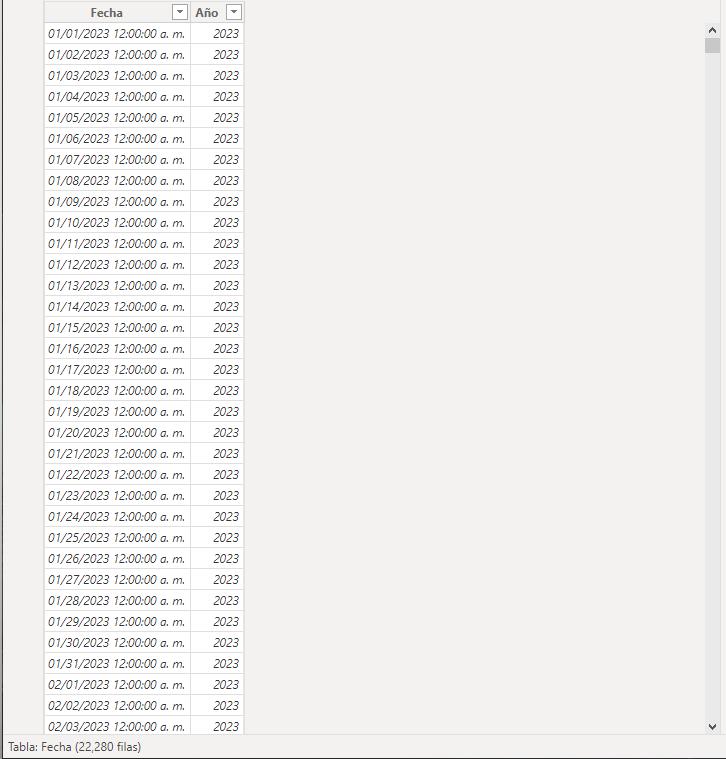 Fecha Año
01/01/2023 12:00:00 a. m. 2023
01/02/2023 12:00:00 a. m. 2023
01/03/2023 12:00:00 a. m. 2023
01/04/2023 12:00:00 a. m. 2023
01/05/2023 12:00:00 a. m. 2023
01/06/2023 12:00:00 a. m. 2023
01/07/2023 12:00:00 a. m. 2023
01/08/2023 12:00:00 a. m. 2023
01/09/2023 12:00:00 a. m. 2023
01/10/2023 12:00:00 a. m. 2023
01/11/2023 12:00:00 a. m. 2023
01/12/2023 12:00:00 a. m. 2023
01/13/2023 12:00:00 a. m. 2023
01/14/2023 12:00:00 a. m. 2023
01/15/2023 12:00:00 a. m. 2023
01/16/2023 12:00:00 a. m. 2023
01/17/2023 12:00:00 a. m. 2023
01/18/2023 12:00:00 a. m. 2023
01/19/2023 12:00:00 a. m. 2023
01/20/2023 12:00:00 a. m. 2023
01/21/2023 12:00:00 a. m. 2023
01/22/2023 12:00:00 a. m. 2023
01/23/2023 12:00:00 a. m. 2023
01/24/2023 12:00:00 a. m. 2023
01/25/2023 12:00:00 a. m. 2023
01/26/2023 12:00:00 a. m. 2023
01/27/2023 12:00:00 a. m. 2023
01/28/2023 12:00:00 a. m. 2023
01/29/2023 12:00:00 a. m. 2023
01/30/2023 12:00:00 a. m. 2023
01/31/2023 12:00:00 a. m. 2023
02/01/2023 12:00:00 a. m. 2023
02/02/2023 12:00:00 a. m. 2023
02/03/2023 12:00:00 a. m. 2023
Tabla: Fecha (22,280 filas)